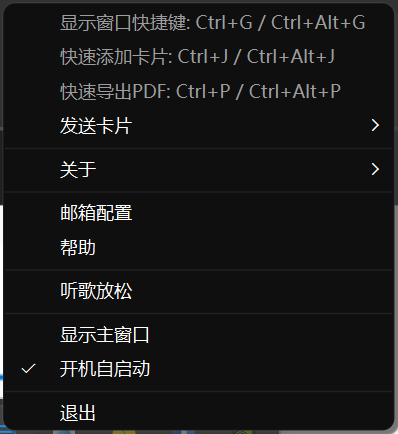 显示窗口快捷键: Ctrl+G / Ctrl+Alt+G
快速添加卡片: Ctrl+J / Ctrl+Alt+J
快速导出PDF: Ctrl+P / Ctrl+Alt+P
发送卡片
关于
邮箱配置
帮助
听歌放松
显示主窗口
开机自启动
退出